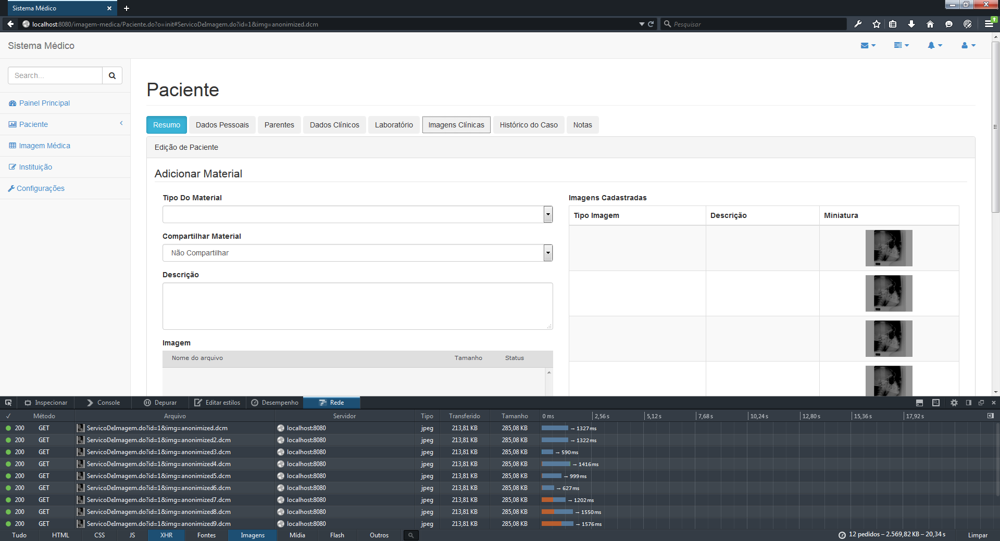 Sistema Médico
localhost:8080/imagem-medica/Paciente.do?o=init#ServicoDeImagem.do?id=1&img=anonimized.dcm
Pesquisar
Sistema Médico
Search...
Painel Principal
Paciente
Imagem Médica
Instituição
Configurações
Paciente
Resumo Dados Pessoais Parentes Dados Clínicos Laboratório Imagens Clínicas Histórico do Caso Notas
Edição de Paciente
Adicionar Material
Tipo Do Material
Compartilhar Material
Não Compartilhar
Descrição
Imagem
Nome do arquivo Tamanho Status
Imagens Cadastradas
Tipo Imagem Descrição Miniatura
Inspecionar Console Depurar Editar estilos Desempenho Rede
✓ Método Arquivo Servidor Tipo Transferido Tamanho 0 ms 2,56 s 5,12 s 7,68 s 10,24 s 12,80 s 15,36 s 17,92 s
200 GET ServicoDeImagem.do?id=1&img=anonimized.dcm localhost:8080 jpeg 213,81 KB 285,08 KB → 1327 ms
200 GET ServicoDeImagem.do?id=1&img=anonimized2.dcm localhost:8080 jpeg 213,81 KB 285,08 KB → 1322 ms
200 GET ServicoDeImagem.do?id=1&img=anonimized3.dcm localhost:8080 jpeg 213,81 KB 285,08 KB → 590 ms
200 GET ServicoDeImagem.do?id=1&img=anonimized4.dcm localhost:8080 jpeg 213,81 KB 285,08 KB → 1416 ms
200 GET ServicoDeImagem.do?id=1&img=anonimized5.dcm localhost:8080 jpeg 213,81 KB 285,08 KB → 999 ms
200 GET ServicoDeImagem.do?id=1&img=anonimized6.dcm localhost:8080 jpeg 213,81 KB 285,08 KB → 627 ms
200 GET ServicoDeImagem.do?id=1&img=anonimized7.dcm localhost:8080 jpeg 213,81 KB 285,08 KB → 1202 ms
200 GET ServicoDeImagem.do?id=1&img=anonimized8.dcm localhost:8080 jpeg 213,81 KB 285,08 KB → 1550 ms
200 GET ServicoDeImagem.do?id=1&img=anonimized9.dcm localhost:8080 jpeg 213,81 KB 285,08 KB → 1576 ms
Tudo HTML CSS JS XHR Fontes Imagens Mídia Flash Outros 12 pedidos – 2.569,82 KB – 20,34 s Limpar